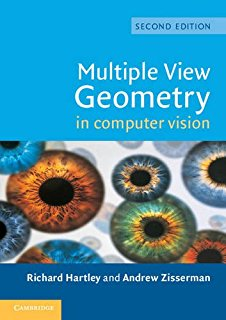 SECOND EDITION
Multiple View
Geometry
in computer vision
Richard Hartley and Andrew Zisserman
CAMBRIDGE